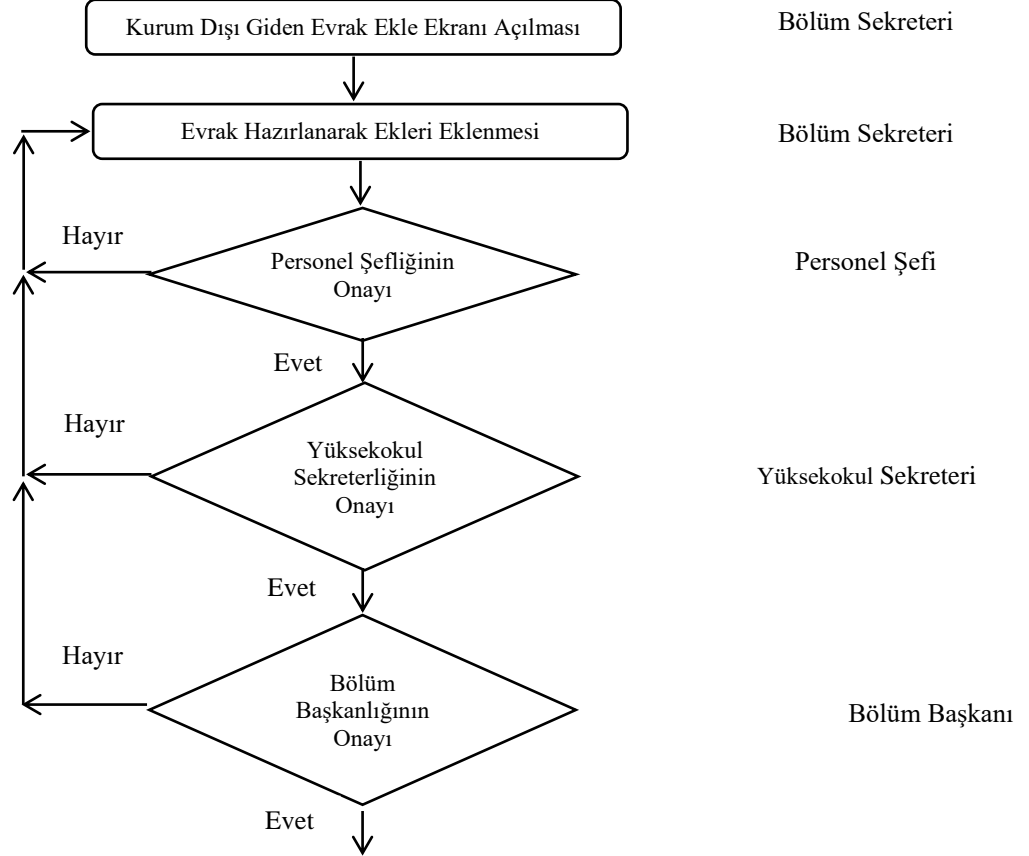 Kurum Dışı Giden Evrak Ekle Ekranı Açılması
Bölüm Sekreteri
Evrak Hazırlanarak Ekleri Eklenmesi
Bölüm Sekreteri
Hayır
Personel Şefliğinin
Onayı
Personel Şefi
Evet
Hayır
Yüksekokul
Sekreterliğinin
Onayı
Yüksekokul Sekreteri
Evet
Hayır
Bölüm
Başkanlığının
Onayı
Bölüm Başkanı
Evet